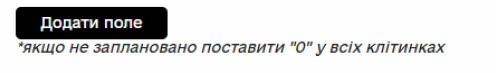 Додати поле
*якщо не заплановано поставити "0" у всіх клітинках